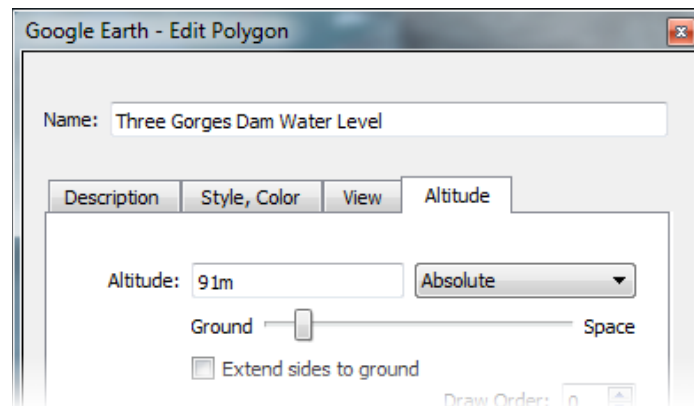 Google Earth - Edit Polygon
Name: Three Gorges Dam Water Level
Description Style, Color View Altitude
Altitude: 91m Absolute
Ground Space
Extend sides to ground
Draw Order: 0